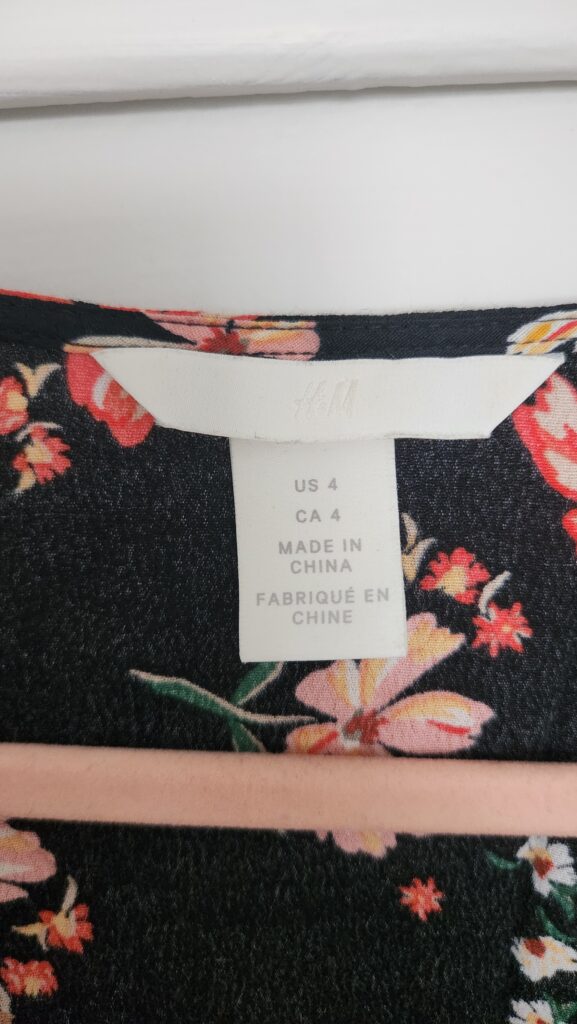 H&M
US 4
CA 4
MADE IN
CHINA
FABRIQUÉ EN
CHINE